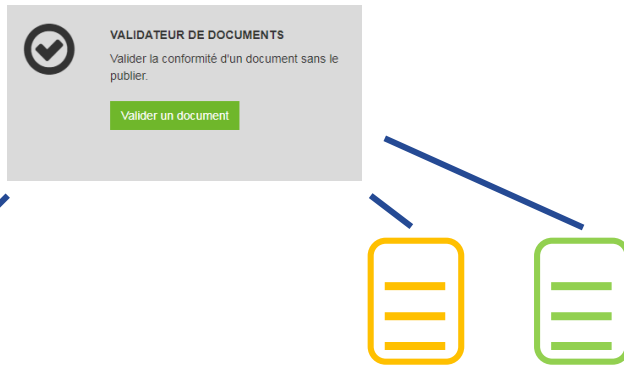 VALIDATEUR DE DOCUMENTS
Valider la conformité d'un document sans le
publier.
Valider un document